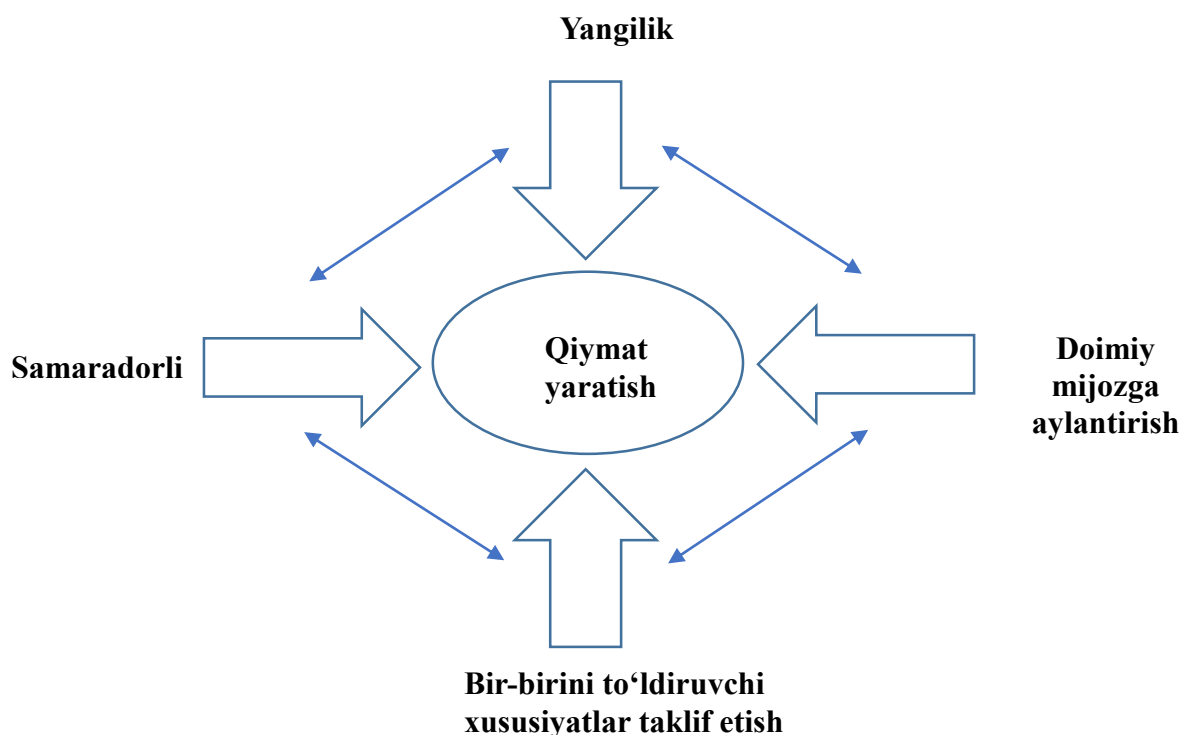 Yangilik
Samaradorli
Qiymat
yaratish
Doimiy
mijozga
aylantirish
Bir-birini to‘ldiruvchi
xususiyatlar taklif etish